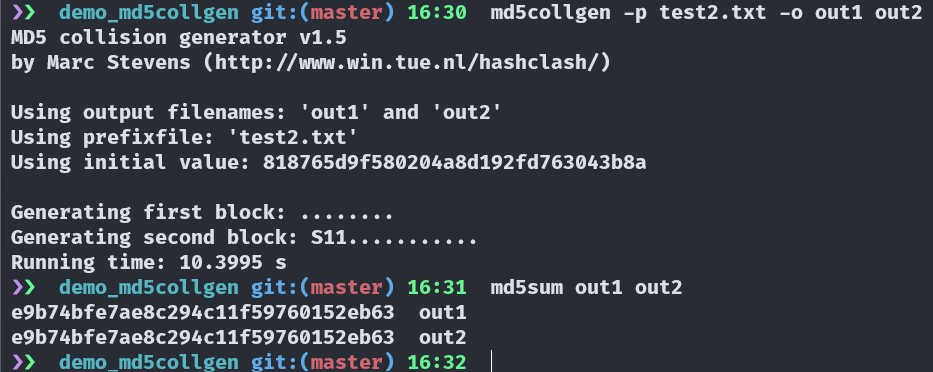 ❯❯ demo_md5collgen git:(master) 16:30 md5collgen -p test2.txt -o out1 out2
MD5 collision generator v1.5
by Marc Stevens (http://www.win.tue.nl/hashclash/)
Using output filenames: 'out1' and 'out2'
Using prefixfile: 'test2.txt'
Using initial value: 818765d9f580204a8d192fd763043b8a
Generating first block: ........
Generating second block: S11...........
Running time: 10.3995 s
❯❯ demo_md5collgen git:(master) 16:31 md5sum out1 out2
e9b74bfe7ae8c294c11f59760152eb63  out1
e9b74bfe7ae8c294c11f59760152eb63  out2
❯❯ demo_md5collgen git:(master) 16:32